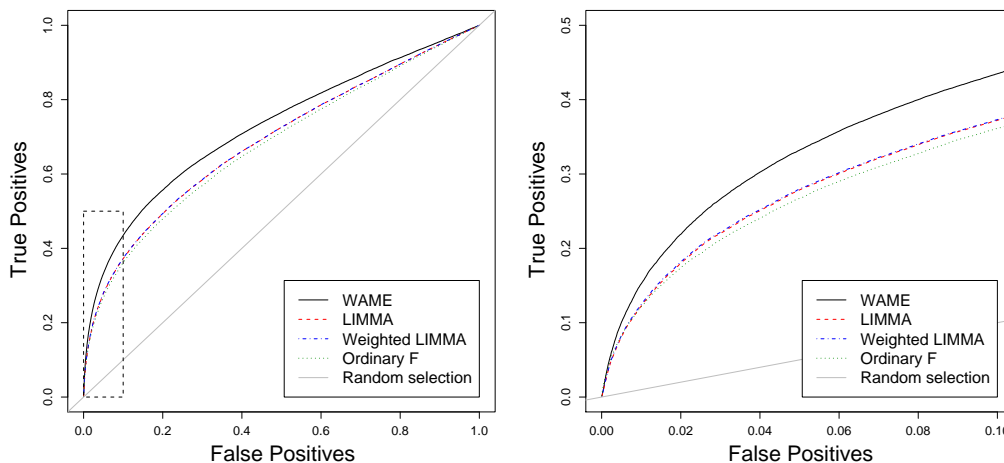 True Positives
1.0
0.8
0.6
0.4
0.2
0.0
WAME
LIMMA
Weighted LIMMA
Ordinary F
Random selection
0.0 0.2 0.4 0.6 0.8 1.0
False Positives
True Positives
0.5
0.4
0.3
0.2
0.1
0.0
WAME
LIMMA
Weighted LIMMA
Ordinary F
Random selection
0.00 0.02 0.04 0.06 0.08 0.10
False Positives